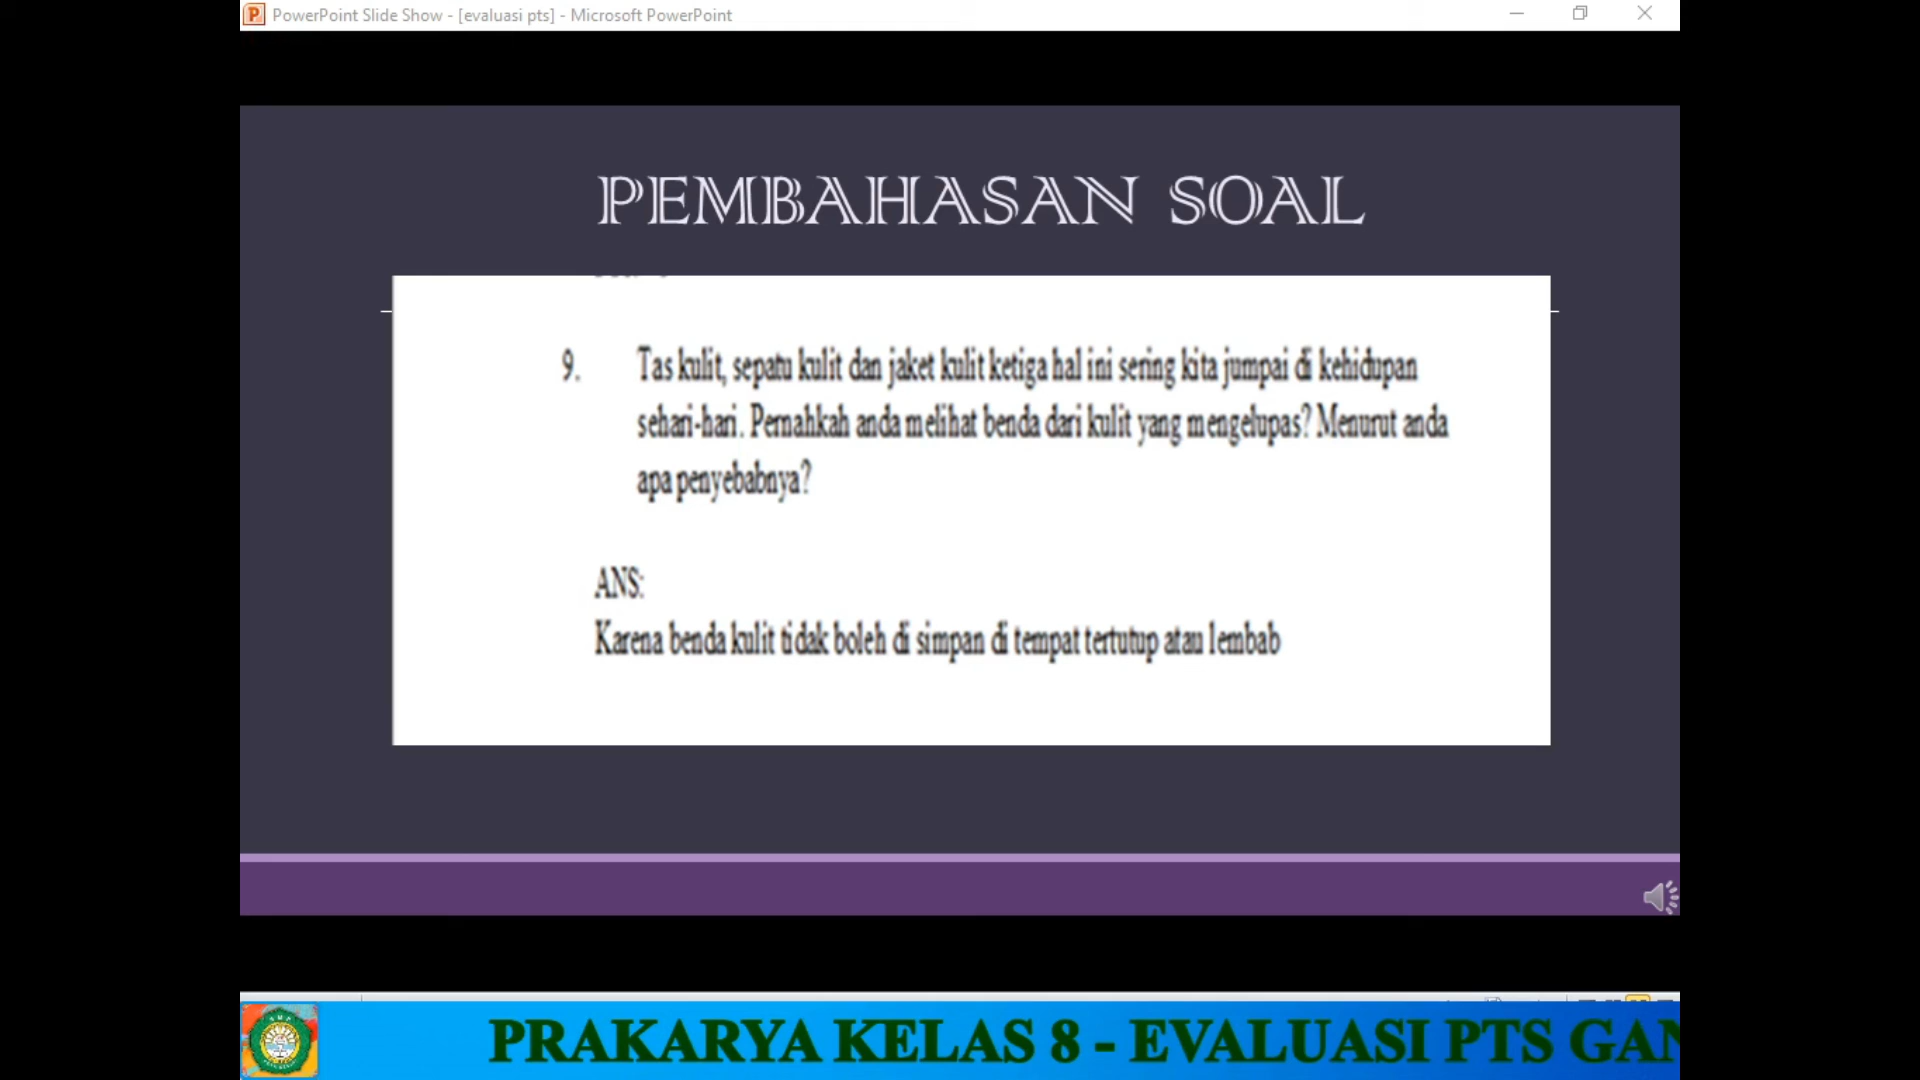 PowerPoint Slide Show - [evaluasi pts] - Microsoft PowerPoint
PEMBAHASAN SOAL
9. Tas kulit, sepatu kulit dan jaket kulit ketiga hal ini sering kita jumpai di kehidupan
sehari-hari. Pernahkah anda melihat benda dari kulit yang mengelupas? Menurut anda
apa penyebabnya?
ANS:
Karena benda kulit tidak boleh di simpan di tempat tertutup atau lembab
PRAKARYA KELAS 8 - EVALUASI PTS GAN